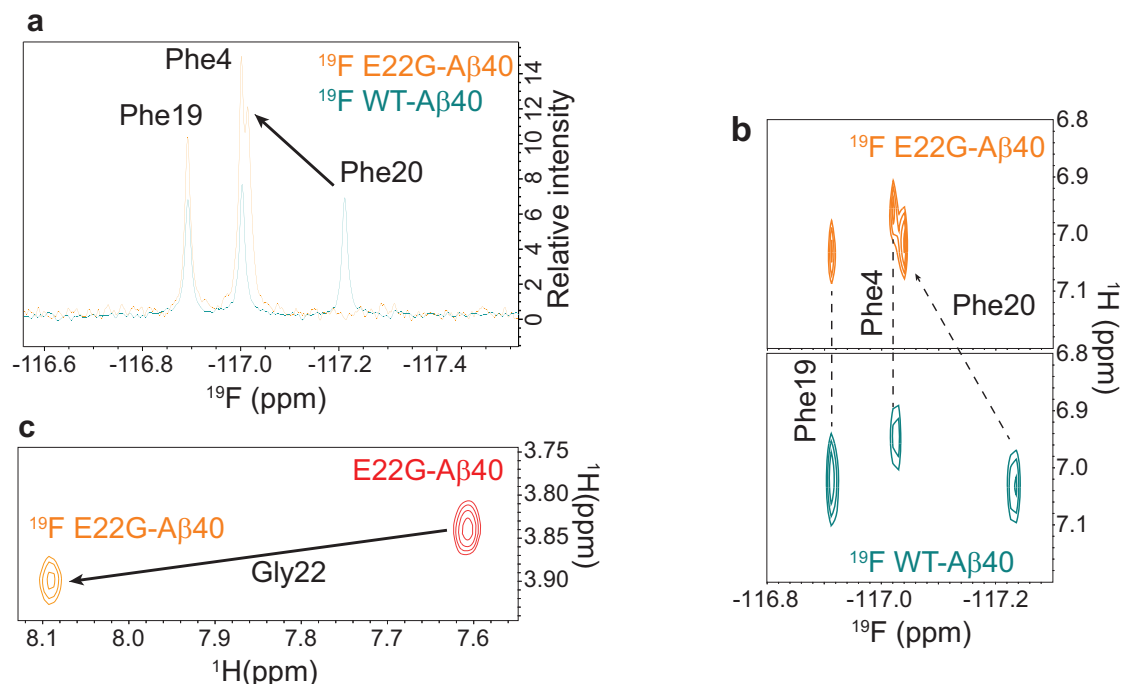 a
Phe4
¹⁹F E22G-Aβ40
¹⁹F WT-Aβ40
Phe19
Phe20
14
12
10
8
6
4
2
0
Relative intensity
-116.6 -116.8 -117.0 -117.2 -117.4
¹⁹F (ppm)
b
¹⁹F E22G-Aβ40
6.8
6.9
7.0
7.1
Phe4
Phe20
Phe19
¹H (ppm)
6.8
6.9
7.0
7.1
¹⁹F WT-Aβ40
-116.8 -117.0 -117.2
¹⁹F (ppm)
c
E22G-Aβ40
¹⁹F E22G-Aβ40
Gly22
3.75
3.80
3.85
3.90
¹H(ppm)
8.1 8.0 7.9 7.8 7.7 7.6
¹H(ppm)